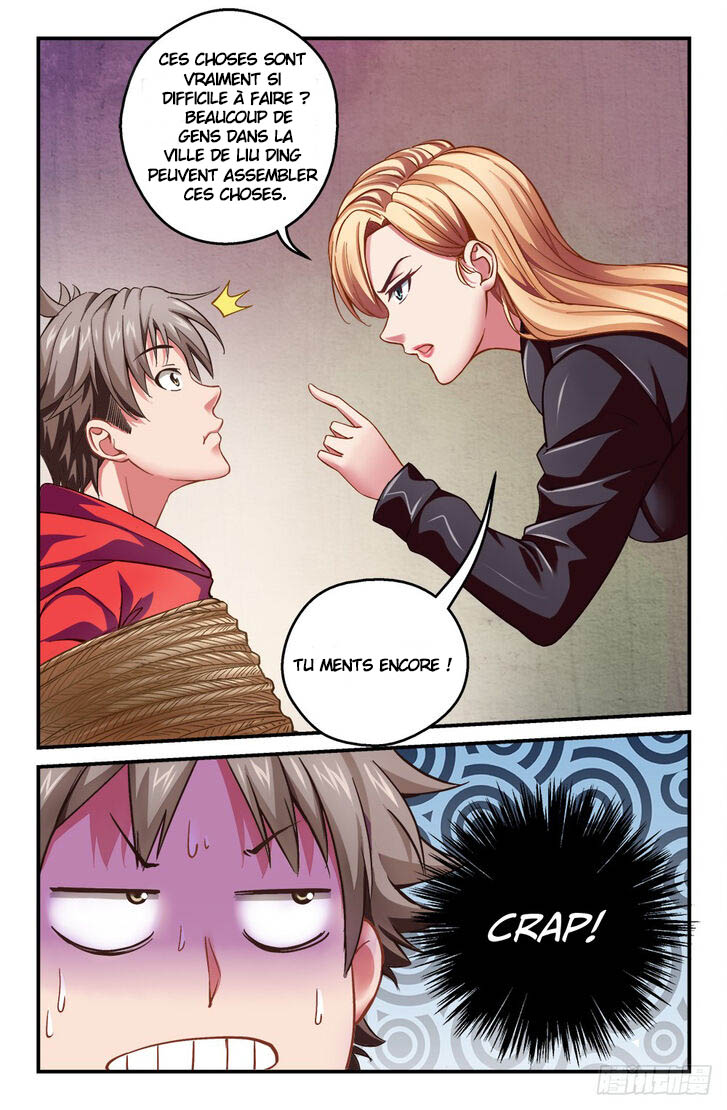 CES CHOSES SONT
VRAIMENT SI
DIFFICILE À FAIRE ?
BEAUCOUP DE
GENS DANS LA
VILLE DE LIU DING
PEUVENT ASSEMBLER
CES CHOSES.
TU MENTS ENCORE !
CRAP!